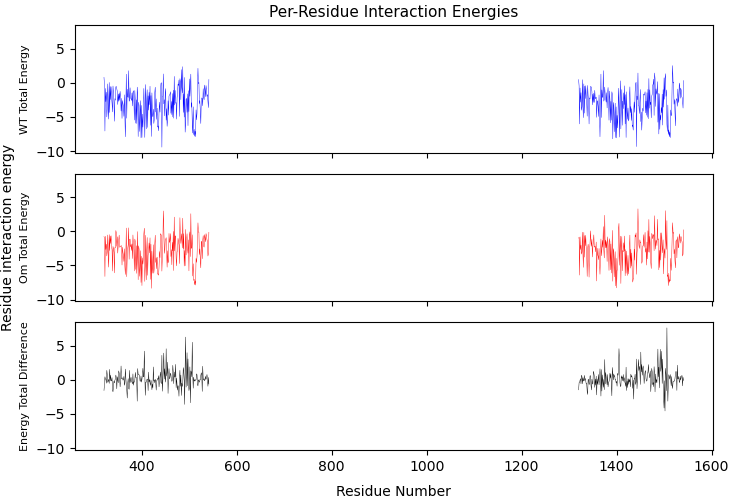 Per-Residue Interaction Energies
Residue interaction energy
WT Total Energy
5
0
−5
−10
Om Total Energy
5
0
−5
−10
Energy Total Difference
5
0
−5
−10
400 600 800 1000 1200 1400 1600
Residue Number